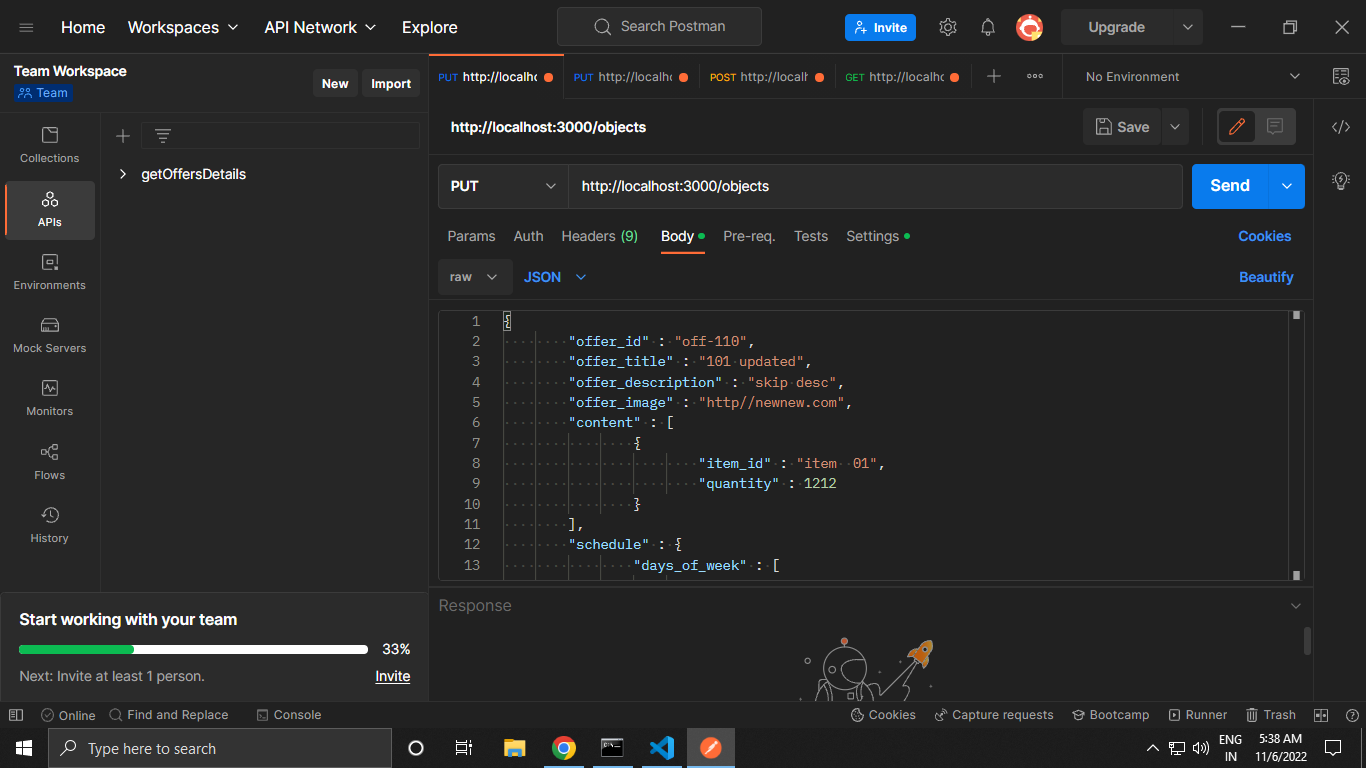 Home
Workspaces
API Network
Explore
Search Postman
Invite
Upgrade
Team Workspace
Team
New
Import
PUT http://localho
PUT http://localho
POST http://localh
GET http://localho
No Environment
http://localhost:3000/objects
Save
Collections
APIs
Environments
Mock Servers
Monitors
Flows
History
getOffersDetails
PUT
http://localhost:3000/objects
Send
Params
Auth
Headers (9)
Body
Pre-req.
Tests
Settings
Cookies
raw
JSON
Beautify
1 {
2 "offer_id" : "off-110",
3 "offer_title" : "101 updated",
4 "offer_description" : "skip desc",
5 "offer_image" : "http//newnew.com",
6 "content" : [
7 {
8 "item_id" : "item  01",
9 "quantity" : 1212
10 }
11 ],
12 "schedule" : {
13 "days_of_week" : [
Response
Start working with your team
33%
Next: Invite at least 1 person.
Invite
Online
Find and Replace
Console
Cookies
Capture requests
Bootcamp
Runner
Trash
Type here to search
ENG
IN
5:38 AM
11/6/2022